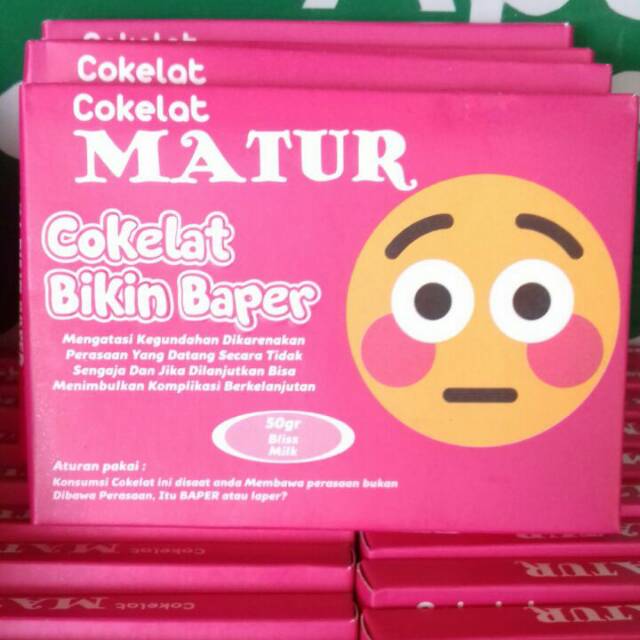 Cokelat
Cokelat
Cokelat
MATUR
Cokelat
Bikin Baper
Mengatasi Kegundahan Dikarenakan
Perasaan Yang Datang Secara Tidak
Sengaja Dan Jika Dilanjutkan Bisa
Menimbulkan Komplikasi Berkelanjutan
50gr
Bliss
Milk
Aturan pakai :
Konsumsi Cokelat ini disaat anda Membawa perasaan bukan
Dibawa Perasaan, Itu BAPER atau laper?
Cokelat
Cokelat